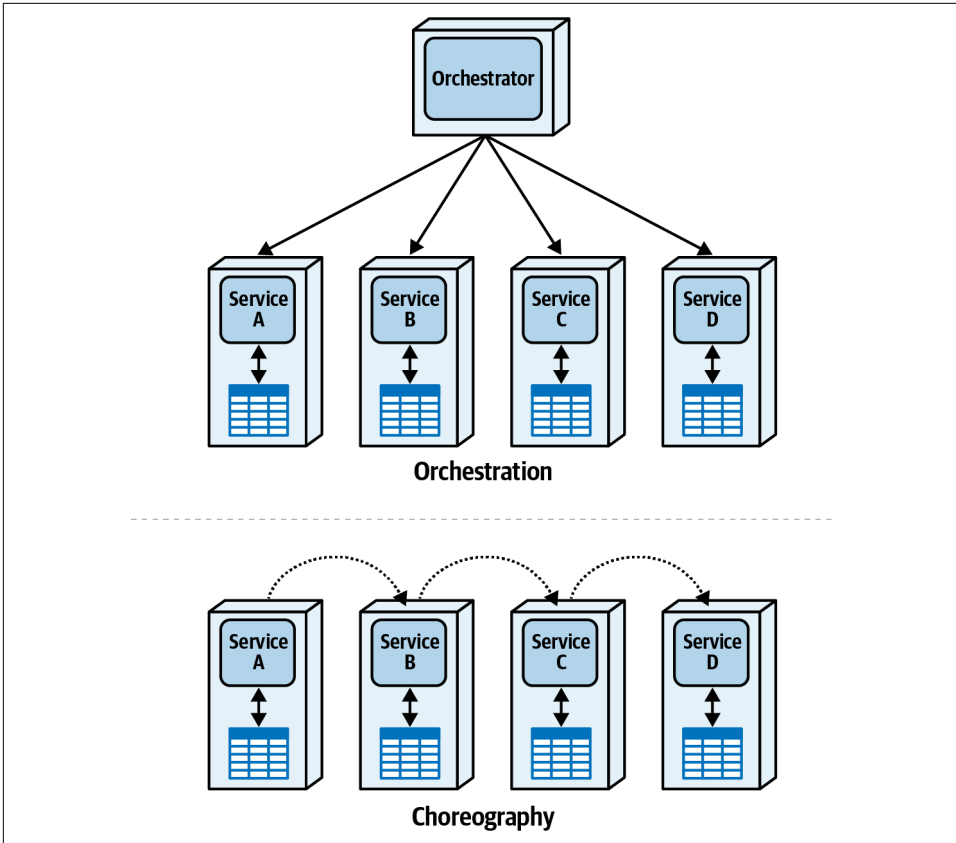 Orchestrator
Service
A
Service
B
Service
C
Service
D
Orchestration
Service
A
Service
B
Service
C
Service
D
Choreography